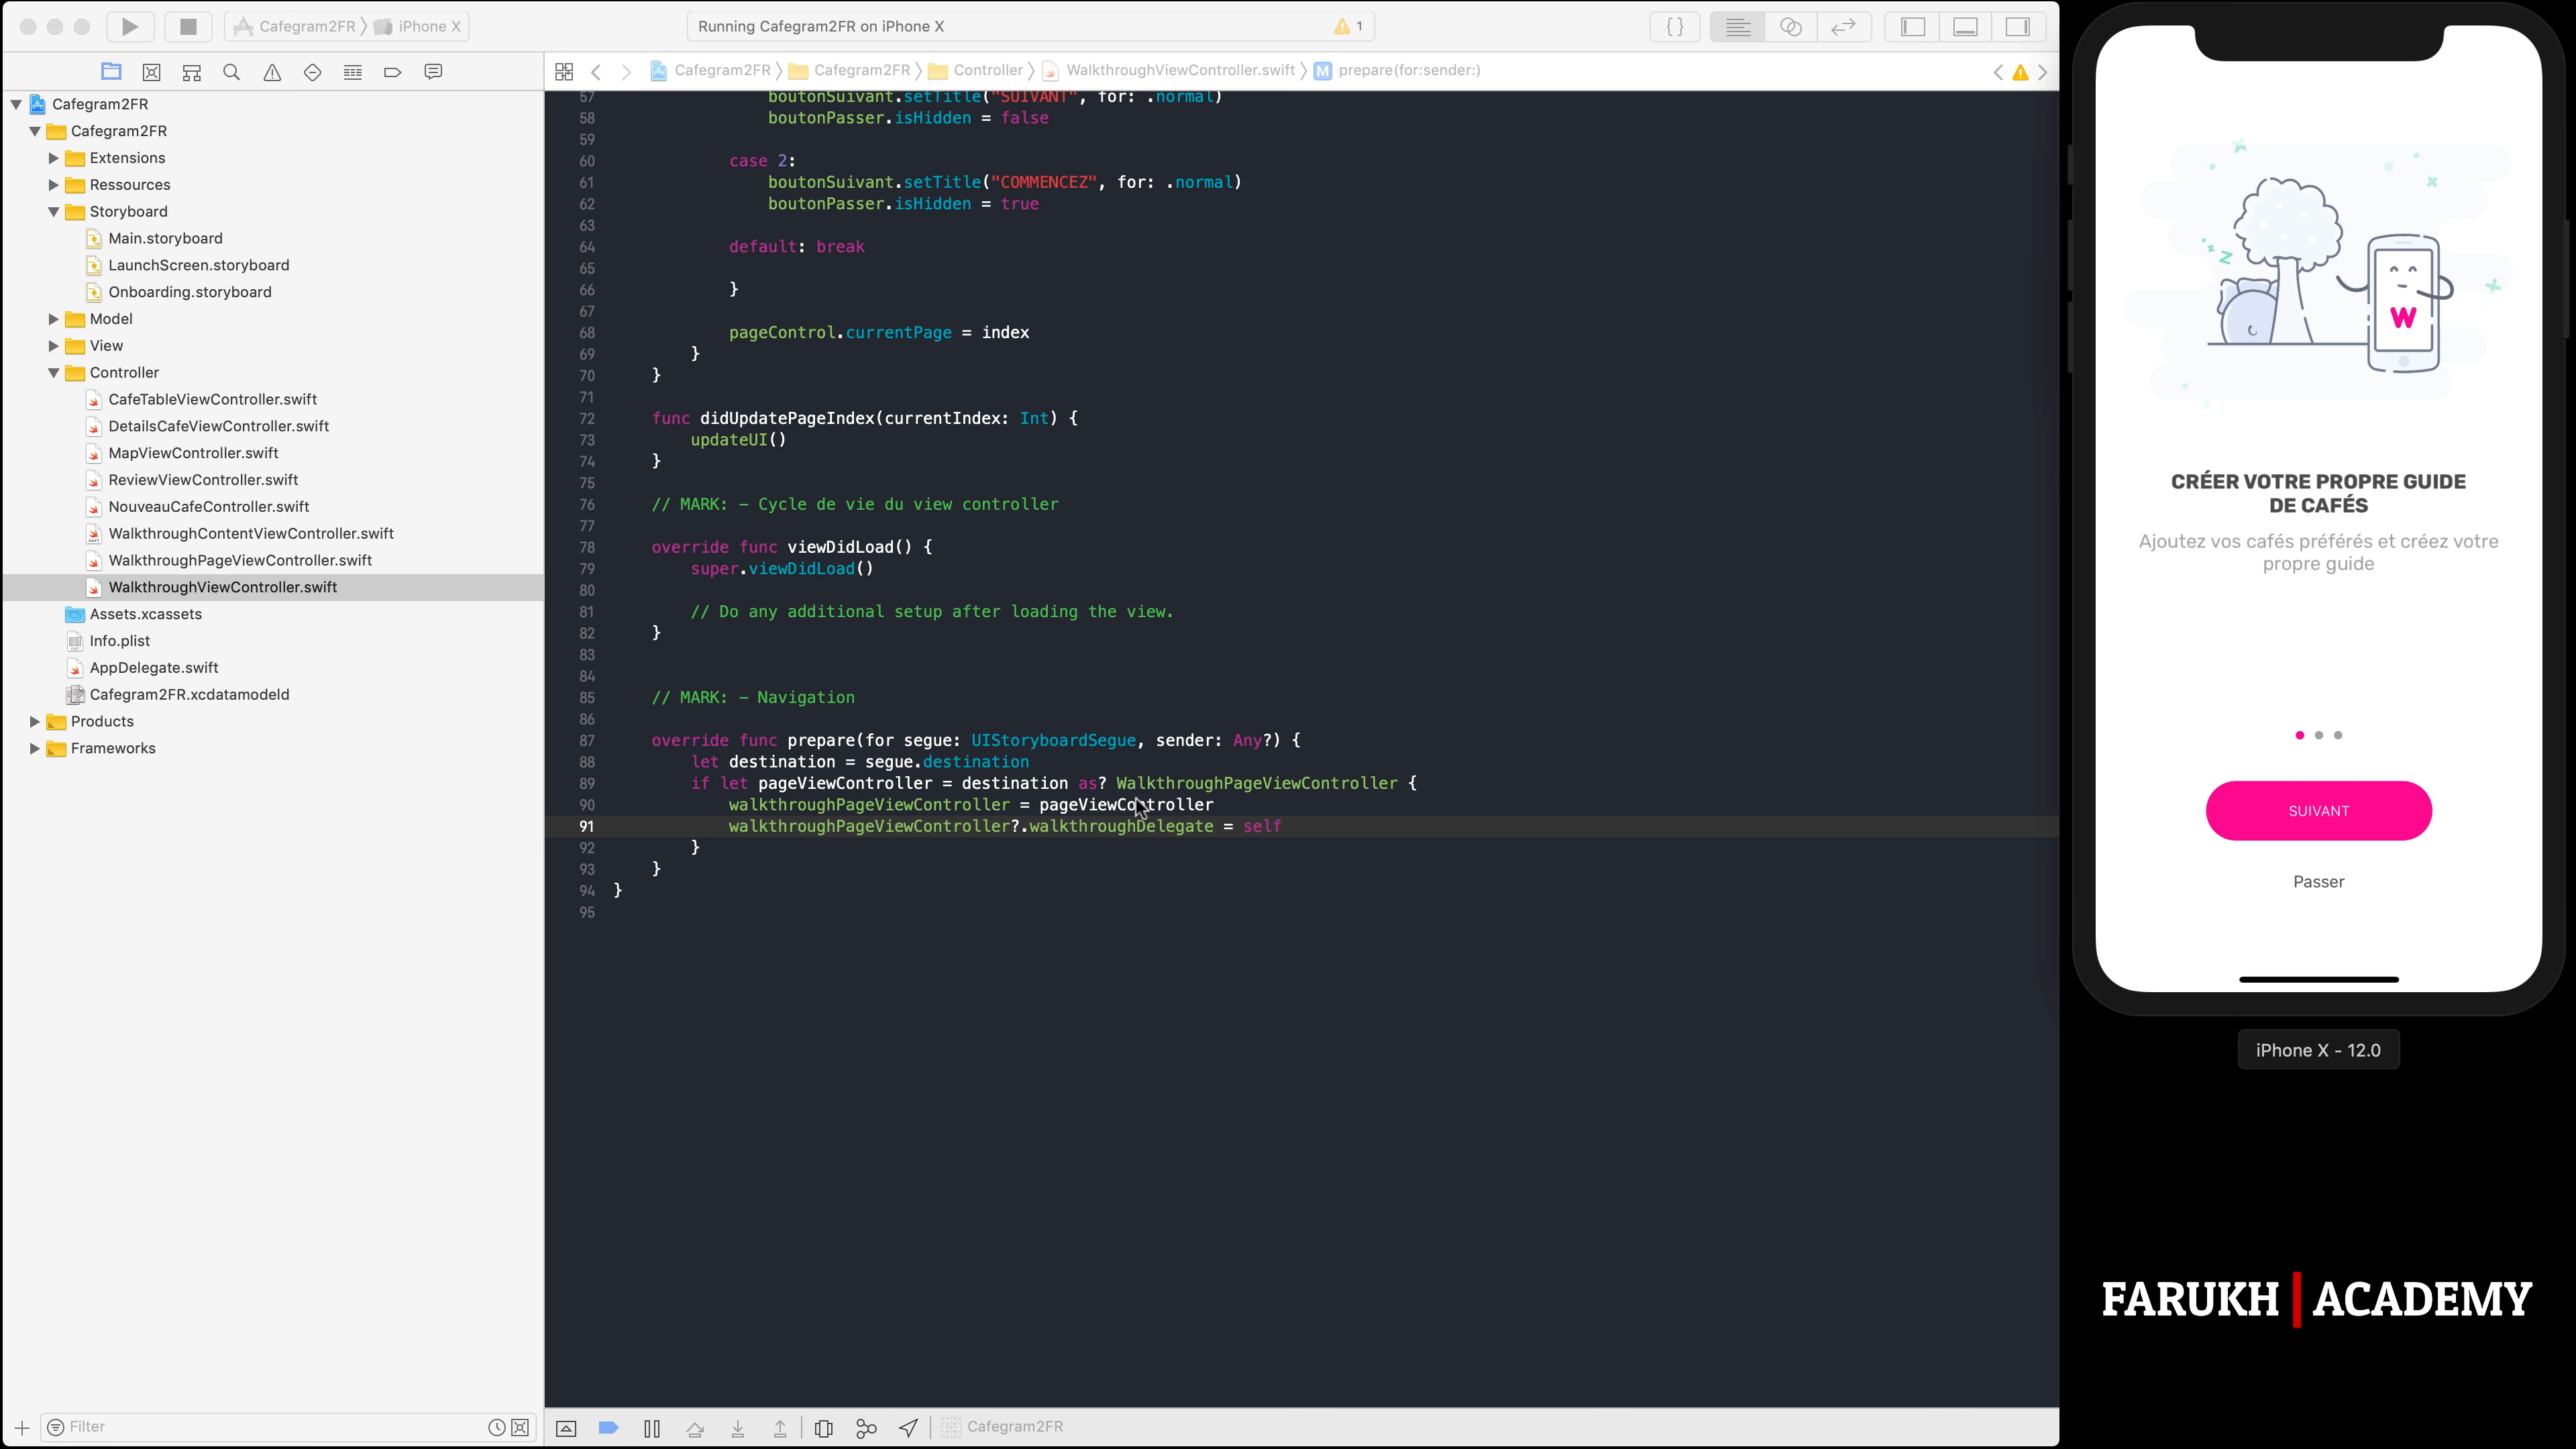 Cafegram2FR
iPhone X
Running Cafegram2FR on iPhone X
1
{ }
Cafegram2FR
Cafegram2FR
Controller
WalkthroughViewController.swift
M
prepare(for:sender:)
Cafegram2FR
Cafegram2FR
Extensions
Ressources
Storyboard
Main.storyboard
LaunchScreen.storyboard
Onboarding.storyboard
Model
View
Controller
CafeTableViewController.swift
DetailsCafeViewController.swift
MapViewController.swift
ReviewViewController.swift
NouveauCafeController.swift
WalkthroughContentViewController.swift
WalkthroughPageViewController.swift
WalkthroughViewController.swift
Assets.xcassets
Info.plist
AppDelegate.swift
Cafegram2FR.xcdatamodeld
Products
Frameworks
Filter
57 boutonSuivant.setTitle("SUIVANT", for: .normal)
58 boutonPasser.isHidden = false
59
60 case 2:
61 boutonSuivant.setTitle("COMMENCEZ", for: .normal)
62 boutonPasser.isHidden = true
63
64 default: break
65
66 }
67
68 pageControl.currentPage = index
69 }
70 }
71
72 func didUpdatePageIndex(currentIndex: Int) {
73 updateUI()
74 }
75
76 // MARK: – Cycle de vie du view controller
77
78 override func viewDidLoad() {
79 super.viewDidLoad()
80
81 // Do any additional setup after loading the view.
82 }
83
84
85 // MARK: – Navigation
86
87 override func prepare(for segue: UIStoryboardSegue, sender: Any?) {
88 let destination = segue.destination
89 if let pageViewController = destination as? WalkthroughPageViewController {
90 walkthroughPageViewController = pageViewController
91 walkthroughPageViewController?.walkthroughDelegate = self
92 }
93 }
94 }
95
Cafegram2FR
z
z
Z
W
CRÉER VOTRE PROPRE GUIDE
DE CAFÉS
Ajoutez vos cafés préférés et créez votre
propre guide
SUIVANT
Passer
iPhone X - 12.0
FARUKH | ACADEMY